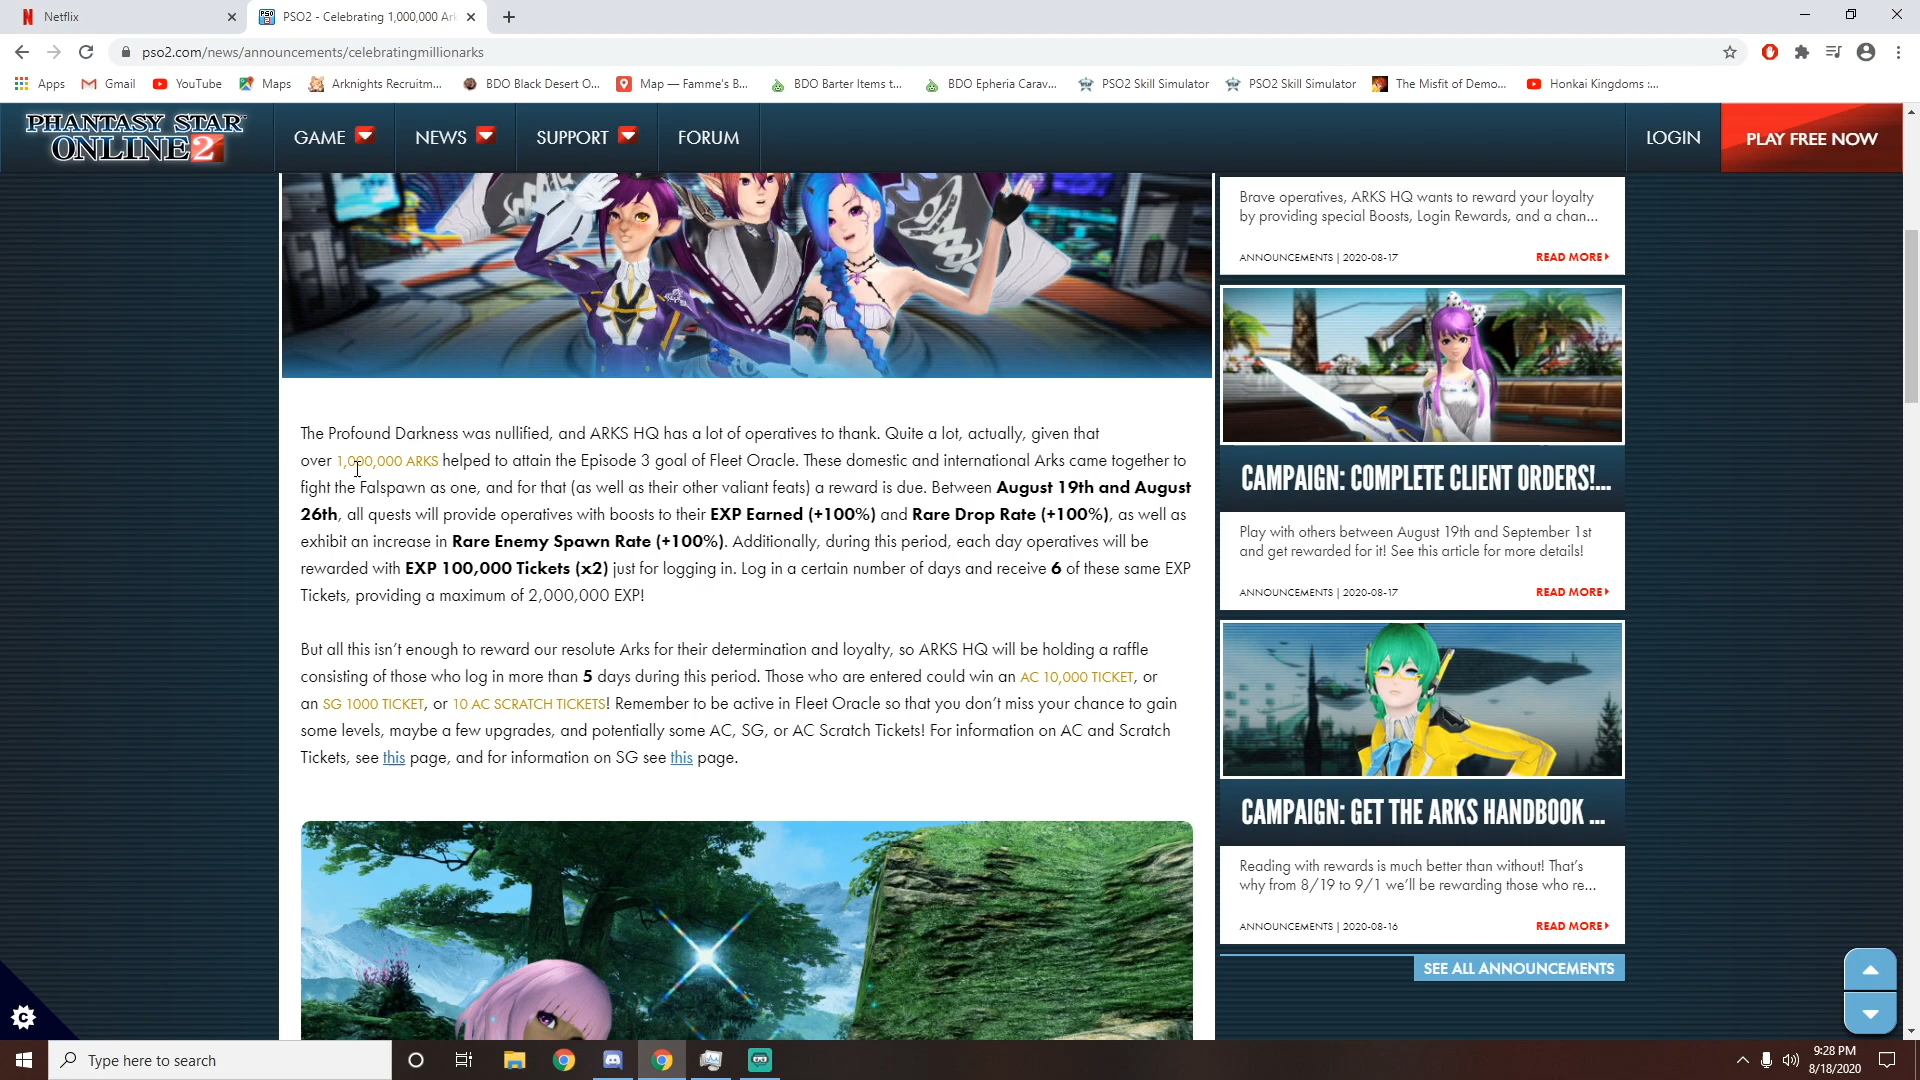 Netflix
PSO2 - Celebrating 1,000,000 Ark
pso2.com/news/announcements/celebratingmillionarks
Apps Gmail YouTube Maps Arknights Recruitm... BDO Black Desert O... Map — Famme's B... BDO Barter Items t... BDO Epheria Carav... PSO2 Skill Simulator PSO2 Skill Simulator The Misfit of Demo... Honkai Kingdoms :...
PHANTASY STAR
ONLINE 2
GAME NEWS SUPPORT FORUM LOGIN PLAY FREE NOW
The Profound Darkness was nullified, and ARKS HQ has a lot of operatives to thank. Quite a lot, actually, given that
over 1,000,000 ARKS helped to attain the Episode 3 goal of Fleet Oracle. These domestic and international Arks came together to
fight the Falspawn as one, and for that (as well as their other valiant feats) a reward is due. Between August 19th and August
26th, all quests will provide operatives with boosts to their EXP Earned (+100%) and Rare Drop Rate (+100%), as well as
exhibit an increase in Rare Enemy Spawn Rate (+100%). Additionally, during this period, each day operatives will be
rewarded with EXP 100,000 Tickets (x2) just for logging in. Log in a certain number of days and receive 6 of these same EXP
Tickets, providing a maximum of 2,000,000 EXP!
But all this isn't enough to reward our resolute Arks for their determination and loyalty, so ARKS HQ will be holding a raffle
consisting of those who log in more than 5 days during this period. Those who are entered could win an AC 10,000 TICKET, or
an SG 1000 TICKET, or 10 AC SCRATCH TICKETS! Remember to be active in Fleet Oracle so that you don't miss your chance to gain
some levels, maybe a few upgrades, and potentially some AC, SG, or AC Scratch Tickets! For information on AC and Scratch
Tickets, see this page, and for information on SG see this page.
Brave operatives, ARKS HQ wants to reward your loyalty
by providing special Boosts, Login Rewards, and a chan...
ANNOUNCEMENTS | 2020-08-17 READ MORE
CAMPAIGN: COMPLETE CLIENT ORDERS!...
Play with others between August 19th and September 1st
and get rewarded for it! See this article for more details!
ANNOUNCEMENTS | 2020-08-17 READ MORE
CAMPAIGN: GET THE ARKS HANDBOOK ...
Reading with rewards is much better than without! That's
why from 8/19 to 9/1 we'll be rewarding those who re...
ANNOUNCEMENTS | 2020-08-16 READ MORE
SEE ALL ANNOUNCEMENTS
Type here to search
9:28 PM
8/18/2020